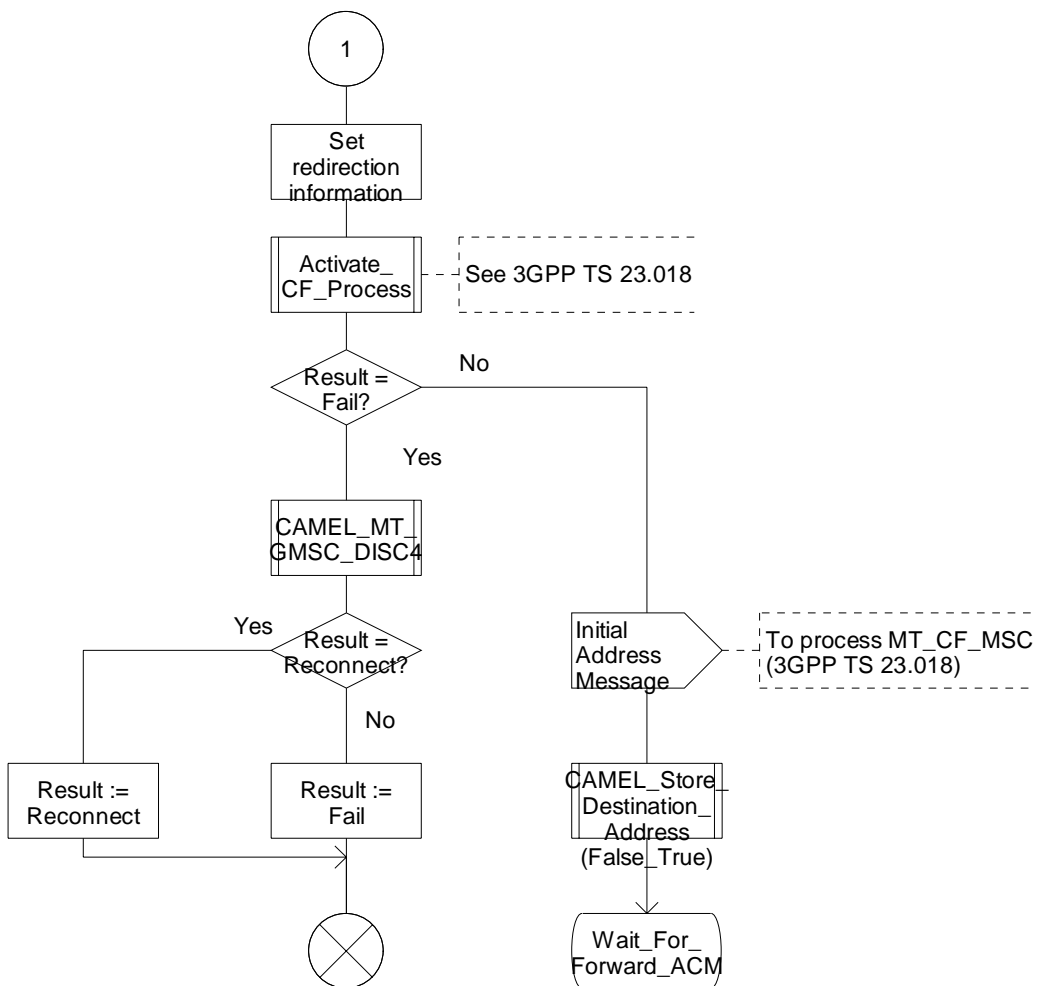 1
Set
redirection
information
Activate_
CF_Process
See 3GPP TS 23.018
Result =
Fail?
No
Yes
CAMEL_MT_
GMSC_DISC4
Yes
Result =
Reconnect?
No
Initial
Address
Message
To process MT_CF_MSC
(3GPP TS 23.018)
Result :=
Reconnect
Result :=
Fail
CAMEL_Store_
Destination_
Address
(False_True)
Wait_For_
Forward_ACM